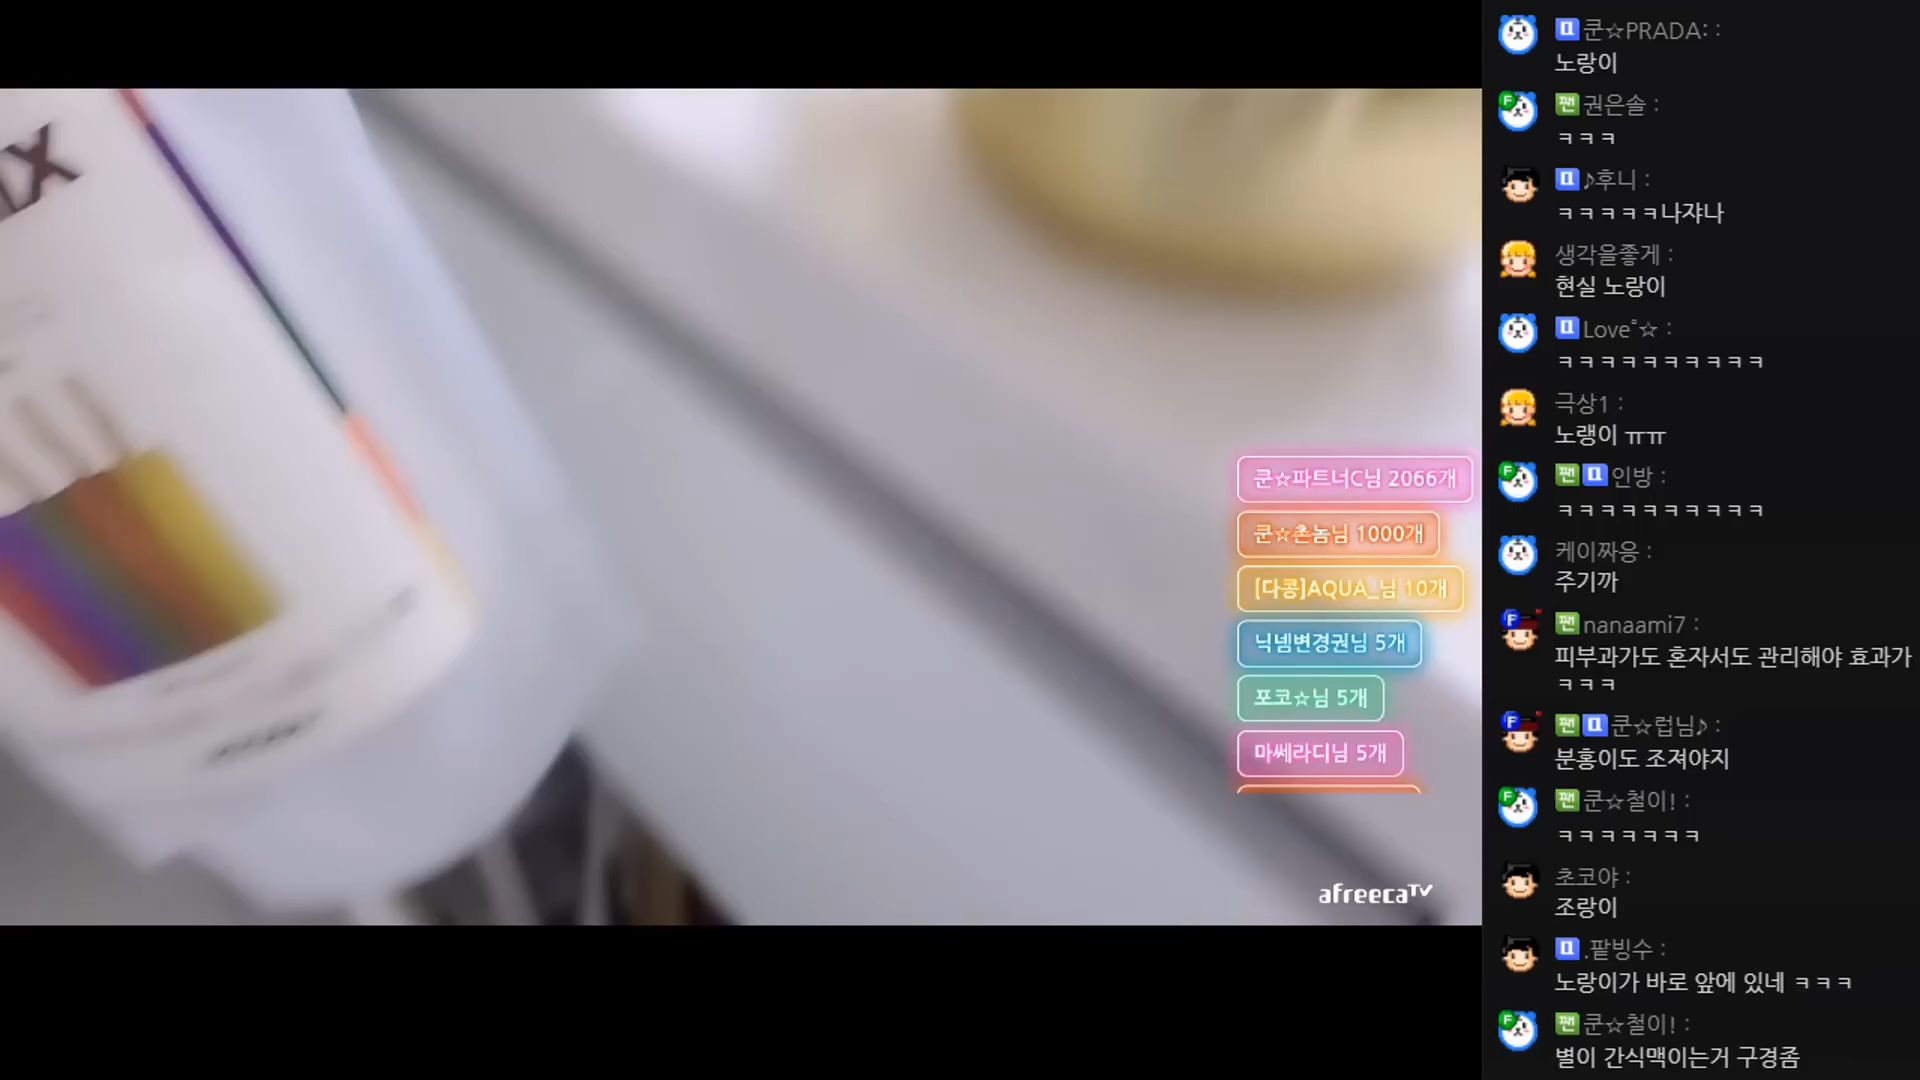 IX
쿤☆파트너C님 2066개
쿤☆촌놈님 1000개
[다콩]AQUA_님 10개
닉넴변경권님 5개
포코☆님 5개
마쎄라디님 5개
afreecaTV
쿤☆PRADA: :
노랑이
팬 권은솔 :
ㅋㅋㅋ
♪후니 :
ㅋㅋㅋㅋㅋ나쟈나
생각을좋게 :
현실 노랑이
Love˚☆ :
ㅋㅋㅋㅋㅋㅋㅋㅋㅋㅋ
극상1 :
노랭이 ㅠㅠ
팬 인방 :
ㅋㅋㅋㅋㅋㅋㅋㅋㅋㅋ
케이짜응 :
주기까
팬 nanaami7 :
피부과가도 혼자서도 관리해야 효과가
ㅋㅋㅋ
팬 쿤☆럽님♪ :
분홍이도 조져야지
팬 쿤☆철이! :
ㅋㅋㅋㅋㅋㅋㅋ
초코야 :
조랑이
.팥빙수 :
노랑이가 바로 앞에 있네 ㅋㅋㅋ
팬 쿤☆철이! :
별이 간식맥이는거 구경좀